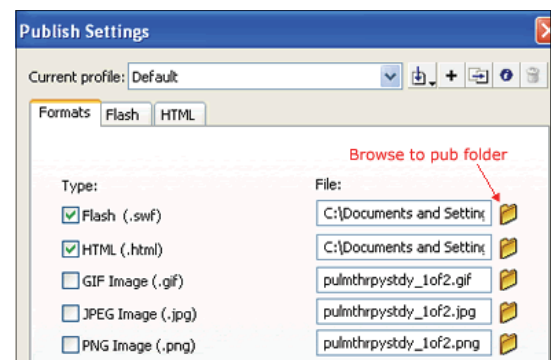 Publish Settings
Current profile: Default
Formats Flash HTML
Browse to pub folder
Type: File:
Flash (.swf) C:\Documents and Setting
HTML (.html) C:\Documents and Setting
GIF Image (.gif) pulmthrpystdy_1of2.gif
JPEG Image (.jpg) pulmthrpystdy_1of2.jpg
PNG Image (.png) pulmthrpystdy_1of2.png